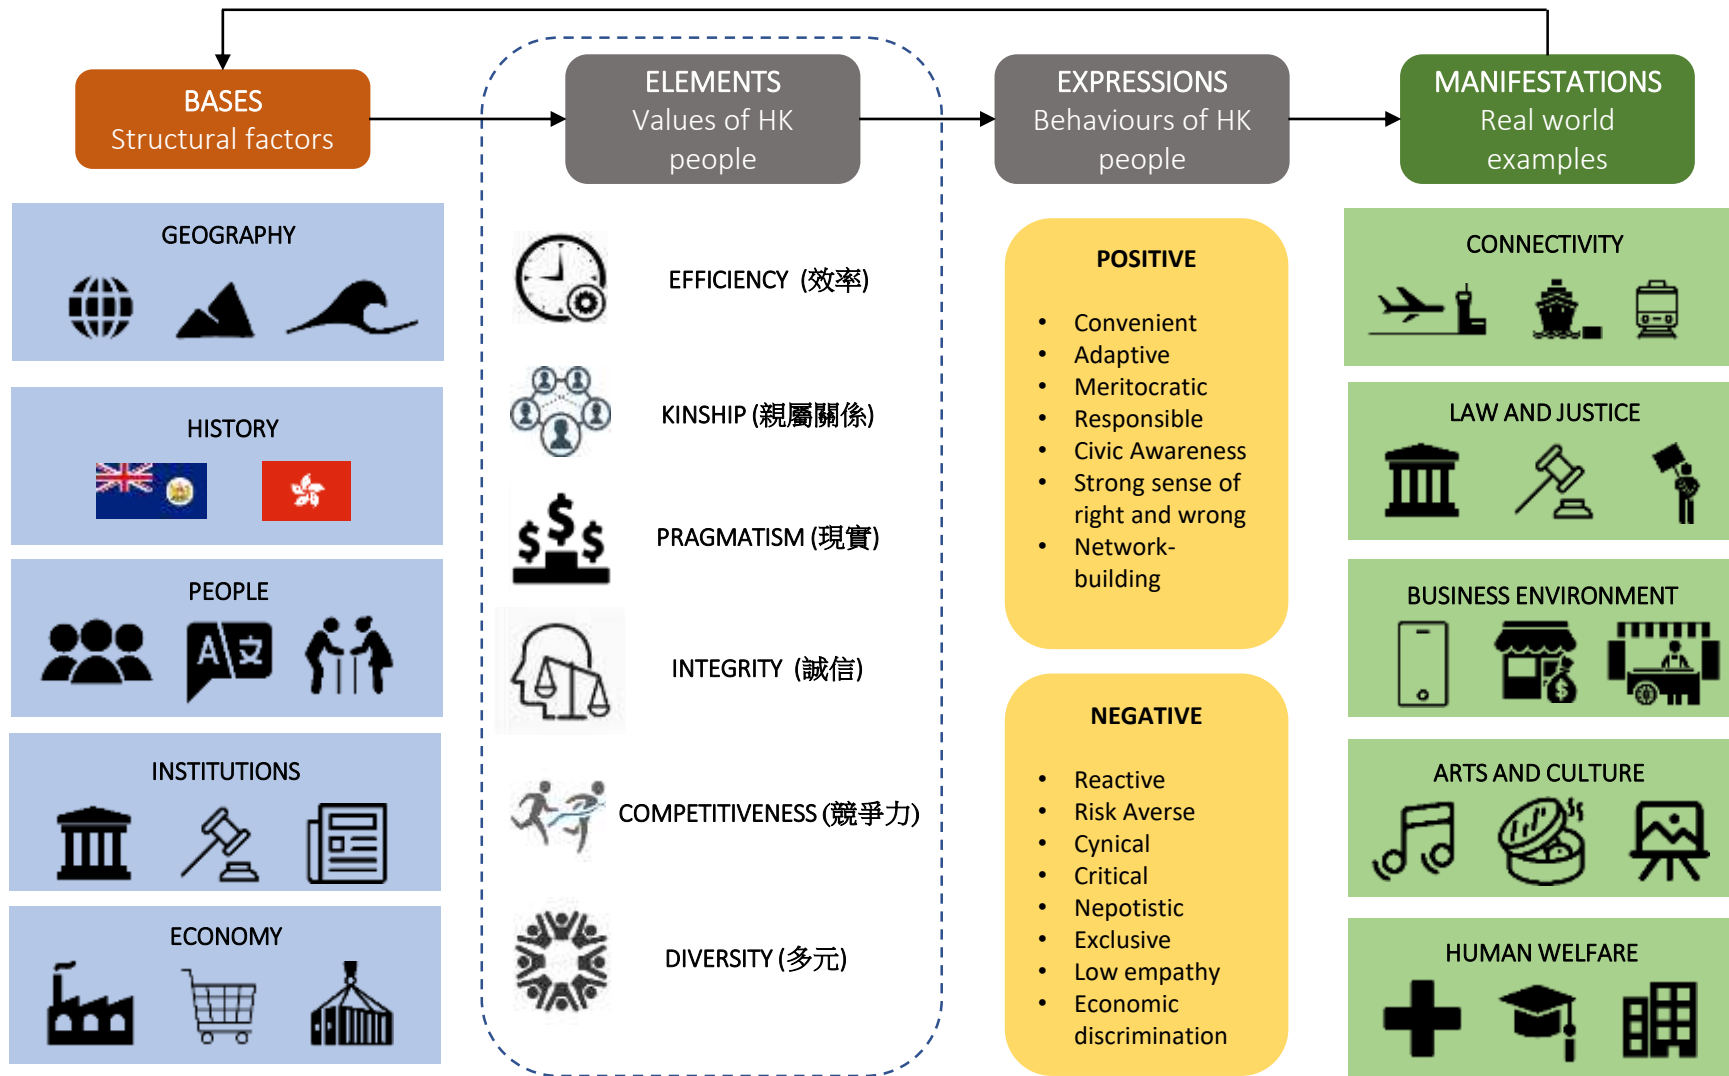 BASES
Structural factors
ELEMENTS
Values of HK
people
EXPRESSIONS
Behaviours of HK
people
MANIFESTATIONS
Real world
examples
GEOGRAPHY
HISTORY
PEOPLE
A 文
INSTITUTIONS
ECONOMY
EFFICIENCY (效率)
KINSHIP (親屬關係)
$ $ $
PRAGMATISM (現實)
INTEGRITY (誠信)
COMPETITIVENESS (競爭力)
DIVERSITY (多元)
POSITIVE
• Convenient
• Adaptive
• Meritocratic
• Responsible
• Civic Awareness
• Strong sense of
right and wrong
• Network-
building
NEGATIVE
• Reactive
• Risk Averse
• Cynical
• Critical
• Nepotistic
• Exclusive
• Low empathy
• Economic
discrimination
CONNECTIVITY
LAW AND JUSTICE
BUSINESS ENVIRONMENT
$
ARTS AND CULTURE
HUMAN WELFARE